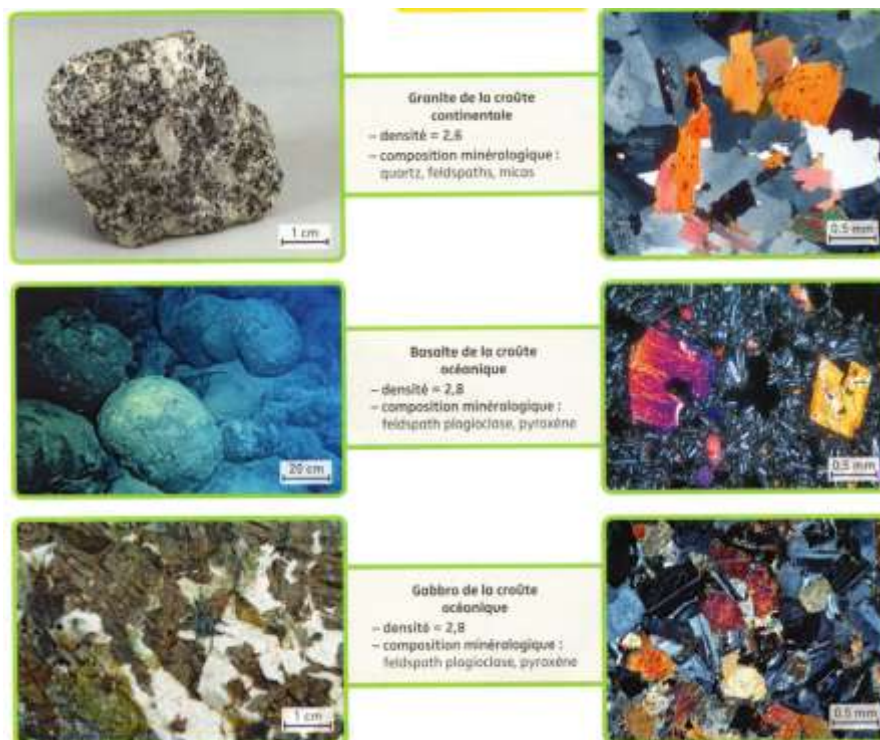 Granite de la croûte
continentale
– densité = 2,6
– composition minéralogique :
quartz, feldspaths, micas
1 cm
0.5 mm
Basalte de la croûte
océanique
– densité = 2,8
– composition minéralogique :
feldspath plagioclase, pyroxène
20 cm
0.5 mm
Gabbro de la croûte
océanique
– densité = 2,8
– composition minéralogique :
feldspath plagioclase, pyroxène
1 cm
0.5 mm